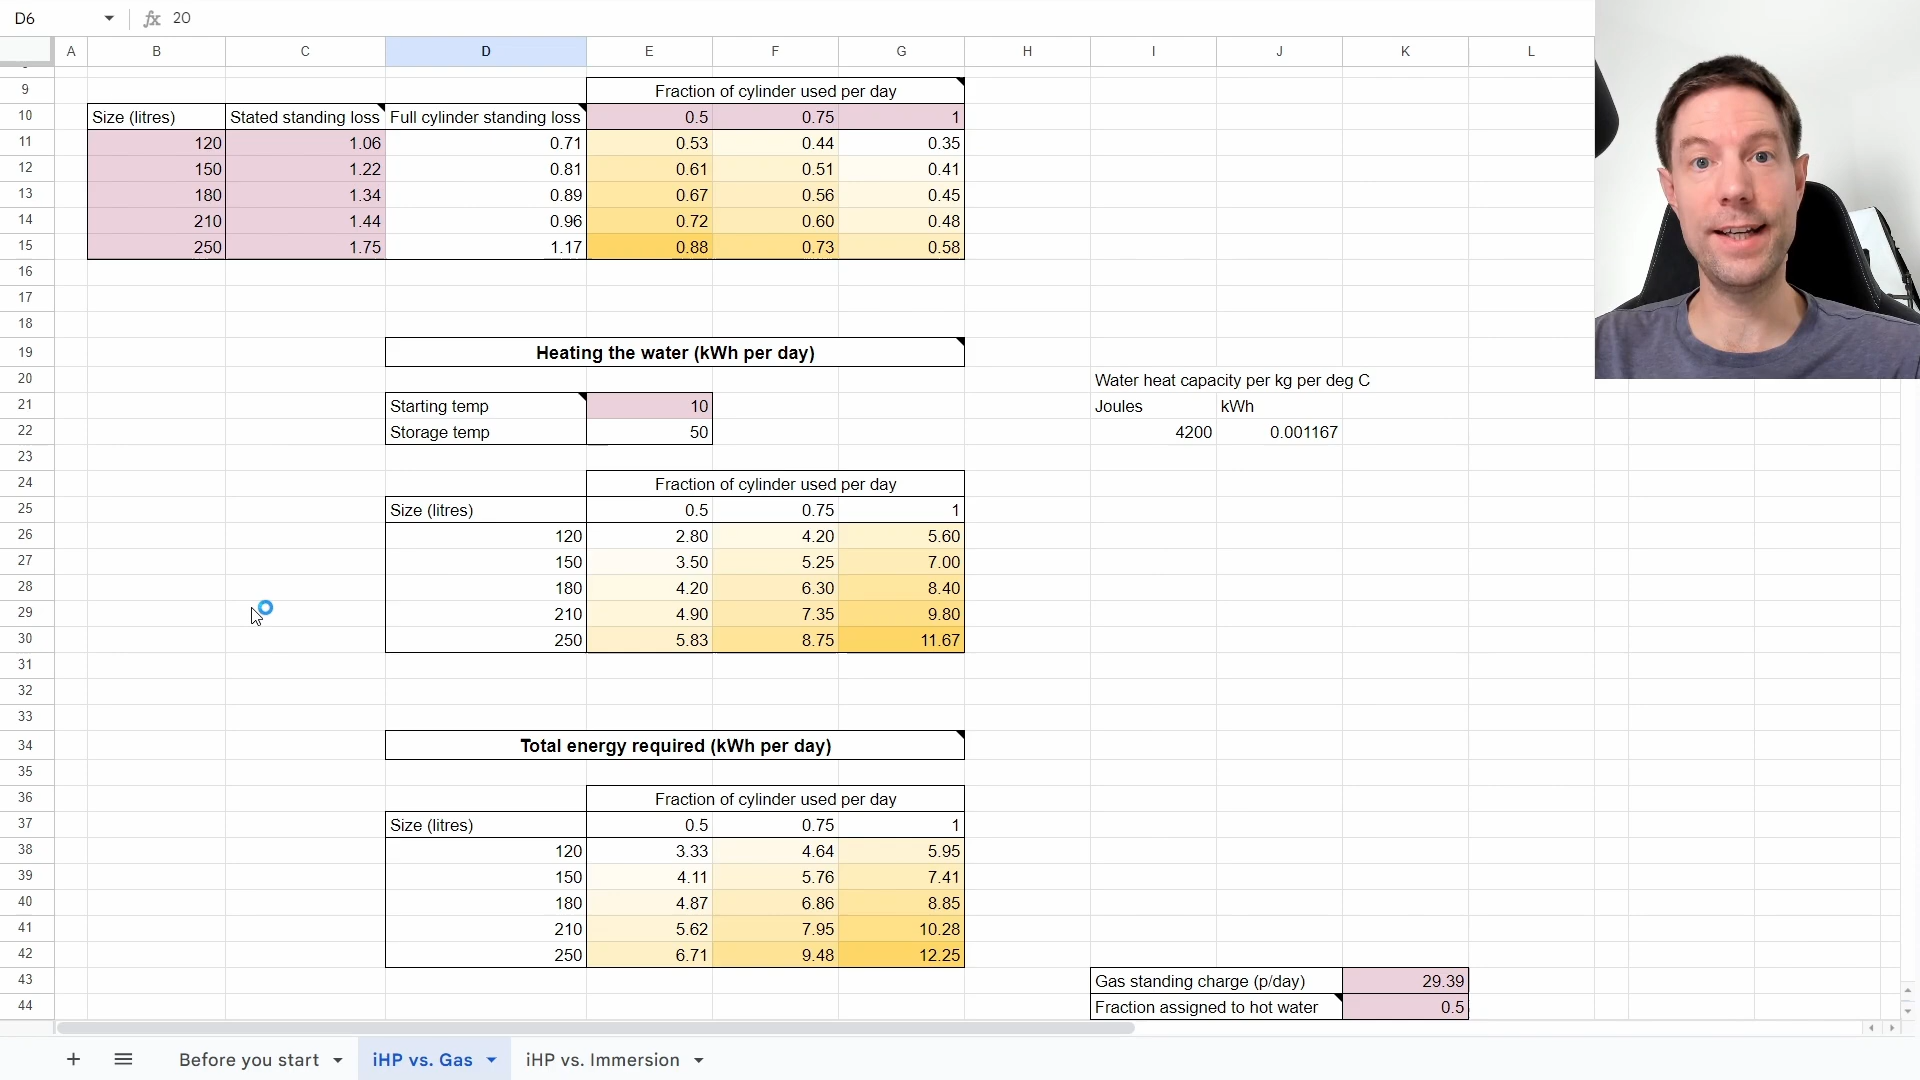 D6 fx 20
A B C D E F G H I J K L
9 Fraction of cylinder used per day
10 Size (litres) Stated standing loss Full cylinder standing loss 0.5 0.75 1
11 120 1.06 0.71 0.53 0.44 0.35
12 150 1.22 0.81 0.61 0.51 0.41
13 180 1.34 0.89 0.67 0.56 0.45
14 210 1.44 0.96 0.72 0.60 0.48
15 250 1.75 1.17 0.88 0.73 0.58
16
17
18
19 Heating the water (kWh per day)
20 Water heat capacity per kg per deg C
21 Starting temp 10 Joules kWh
22 Storage temp 50 4200 0.001167
23
24 Fraction of cylinder used per day
25 Size (litres) 0.5 0.75 1
26 120 2.80 4.20 5.60
27 150 3.50 5.25 7.00
28 180 4.20 6.30 8.40
29 210 4.90 7.35 9.80
30 250 5.83 8.75 11.67
31
32
33
34 Total energy required (kWh per day)
35
36 Fraction of cylinder used per day
37 Size (litres) 0.5 0.75 1
38 120 3.33 4.64 5.95
39 150 4.11 5.76 7.41
40 180 4.87 6.86 8.85
41 210 5.62 7.95 10.28
42 250 6.71 9.48 12.25
43 Gas standing charge (p/day) 29.39
44 Fraction assigned to hot water 0.5
+ Before you start iHP vs. Gas iHP vs. Immersion